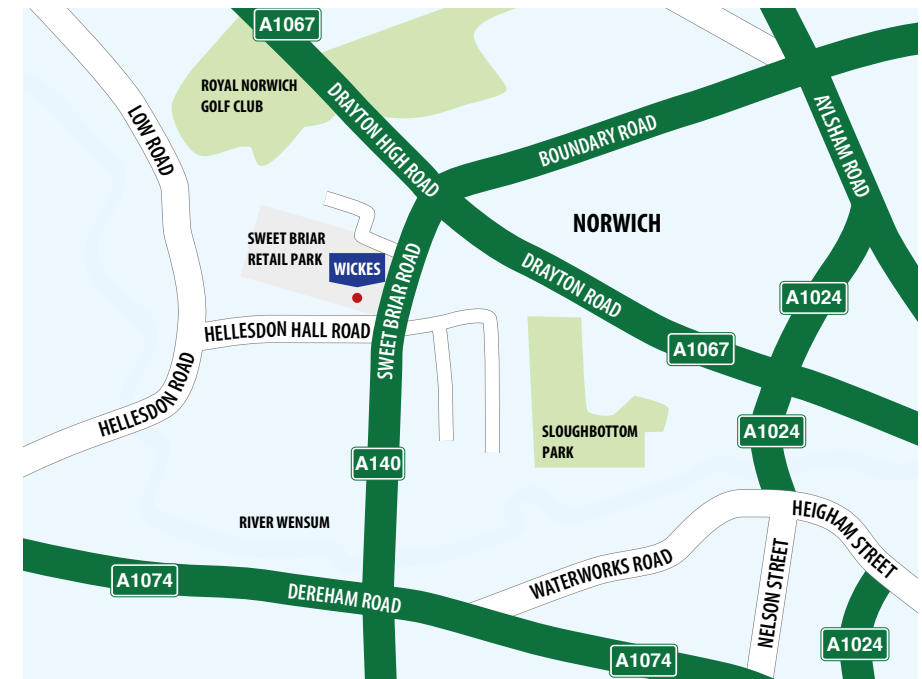 A1067
ROYAL NORWICH
GOLF CLUB
LOW ROAD
DRAYTON HIGH ROAD
BOUNDARY ROAD
AYLSHAM ROAD
NORWICH
SWEET BRIAR
RETAIL PARK
WICKES
SWEET BRIAR ROAD
DRAYTON ROAD
A1024
HELLESDON HALL ROAD
A1067
HELLESDON ROAD
SLOUGHBOTTOM
PARK
A1024
A140
RIVER WENSUM
HEIGHAM STREET
WATERWORKS ROAD
NELSON STREET
A1074
DEREHAM ROAD
A1024
A1074